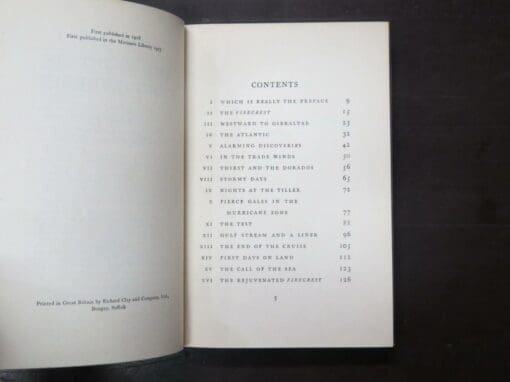 First published in 1926
First published in the Mariners Library 1957
Printed in Great Britain by Richard Clay and Company, Ltd.,
Bungay, Suffolk
CONTENTS
I WHICH IS REALLY THE PREFACE 9
II THE FIRECREST 15
III WESTWARD TO GIBRALTAR 23
IV THE ATLANTIC 32
V ALARMING DISCOVERIES 42
VI IN THE TRADE WINDS 50
VII THIRST AND THE DORADOS 56
VIII STORMY DAYS 65
IX NIGHTS AT THE TILLER 72
X FIERCE GALES IN THE
HURRICANE ZONE 77
XI THE TEST 82
XII GULF STREAM AND A LINER 96
XIII THE END OF THE CRUISE 105
XIV FIRST DAYS ON LAND 112
XV THE CALL OF THE SEA 123
XVI THE REJUVENATED FIRECREST 126
5